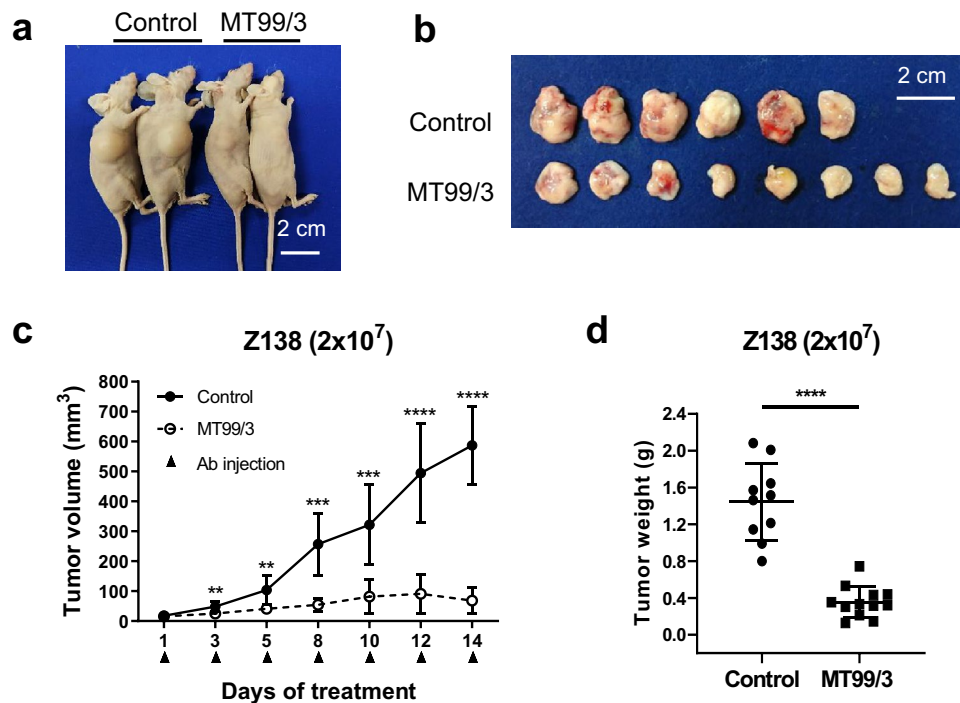 a
Control MT99/3
2 cm
b
2 cm
Control
MT99/3
c
Z138 (2x10⁷)
Tumor volume (mm³)
800
700
600
500
400
300
200
100
0
Control
MT99/3
Ab injection
**
**
***
***
****
****
1 3 5 8 10 12 14
Days of treatment
d
Z138 (2x10⁷)
****
Tumor weight (g)
2.4
2.0
1.6
1.2
0.8
0.4
0.0
Control MT99/3